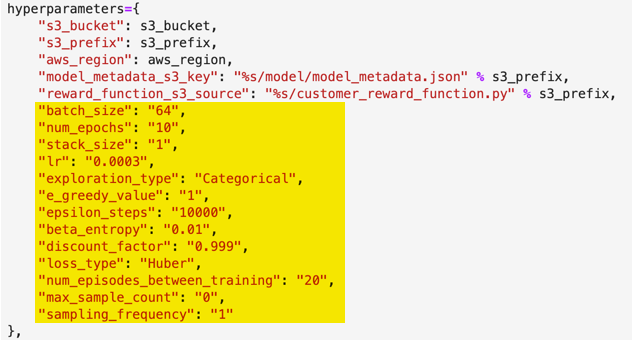 hyperparameters={
"s3_bucket": s3_bucket,
"s3_prefix": s3_prefix,
"aws_region": aws_region,
"model_metadata_s3_key": "%s/model/model_metadata.json" % s3_prefix,
"reward_function_s3_source": "%s/customer_reward_function.py" % s3_prefix,
"batch_size": "64",
"num_epochs": "10",
"stack_size": "1",
"lr": "0.0003",
"exploration_type": "Categorical",
"e_greedy_value": "1",
"epsilon_steps": "10000",
"beta_entropy": "0.01",
"discount_factor": "0.999",
"loss_type": "Huber",
"num_episodes_between_training": "20",
"max_sample_count": "0",
"sampling_frequency": "1"
},